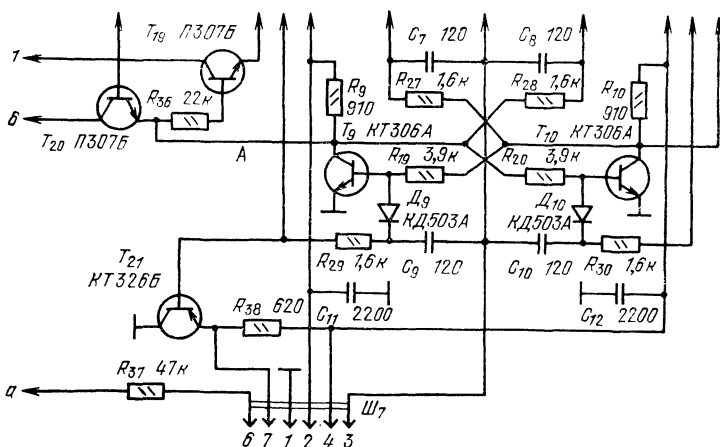 T19 П307Б
C7 120
C8 120
1
R27 1,6к
R28 1,6к
R9 910
R10 910
R36 22к
б
T20 П307Б
А
T9 КТ306А
T10 КТ306А
R19 3,9к
R20 3,9к
Д9 КД503А
Д10 КД503А
T21 КТ326Б
R29 1,6к
C9 120
C10 120
R30 1,6к
R38 620
C11 2200
C12 2200
R37 47к
а
Ш7
6 7 1 2 4 3